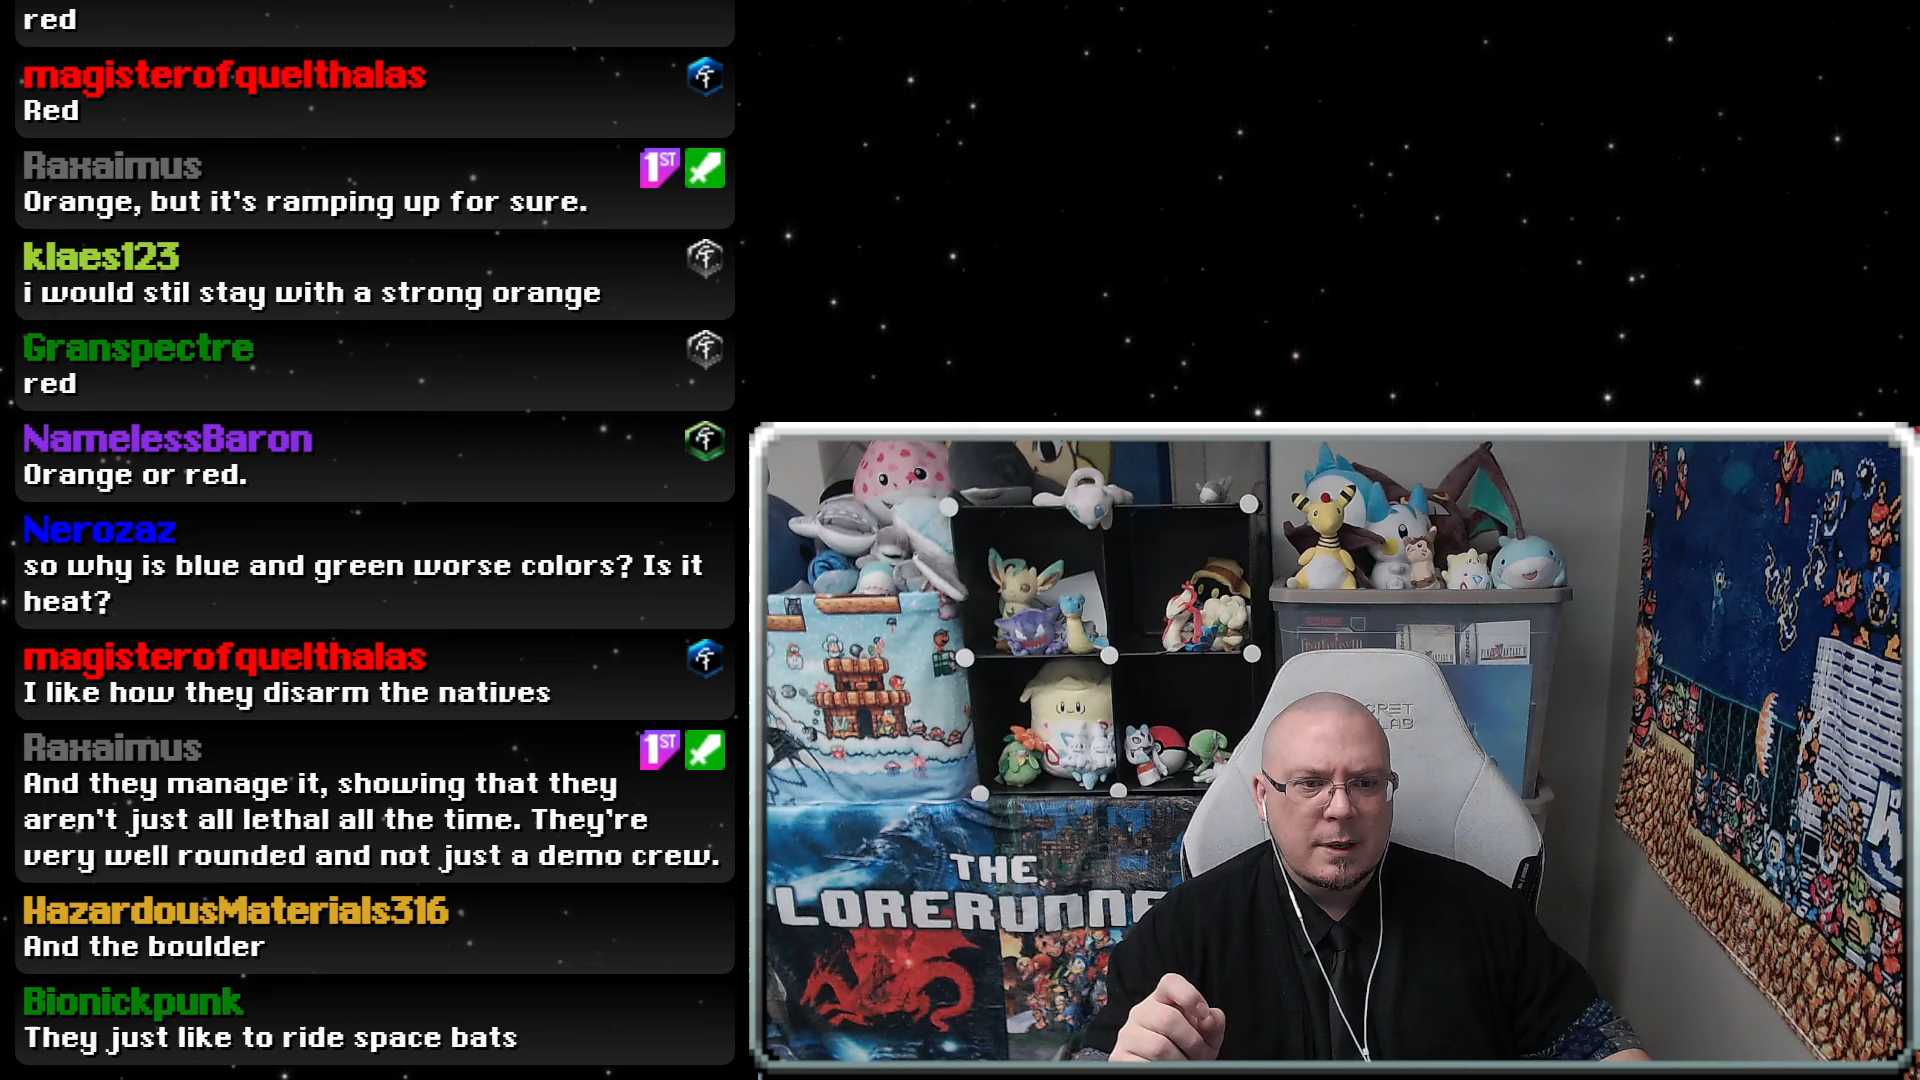 red
magisterofquelthalas
Red
Raxaimus
1ST
Orange, but it's ramping up for sure.
klaes123
i would stil stay with a strong orange
Granspectre
red
NamelessBaron
Orange or red.
Nerozaz
so why is blue and green worse colors? Is it
heat?
magisterofquelthalas
I like how they disarm the natives
Raxaimus
1ST
And they manage it, showing that they
aren't just all lethal all the time. They're
very well rounded and not just a demo crew.
HazardousMaterials316
And the boulder
Bionickpunk
They just like to ride space bats
THE
LORERUNNE